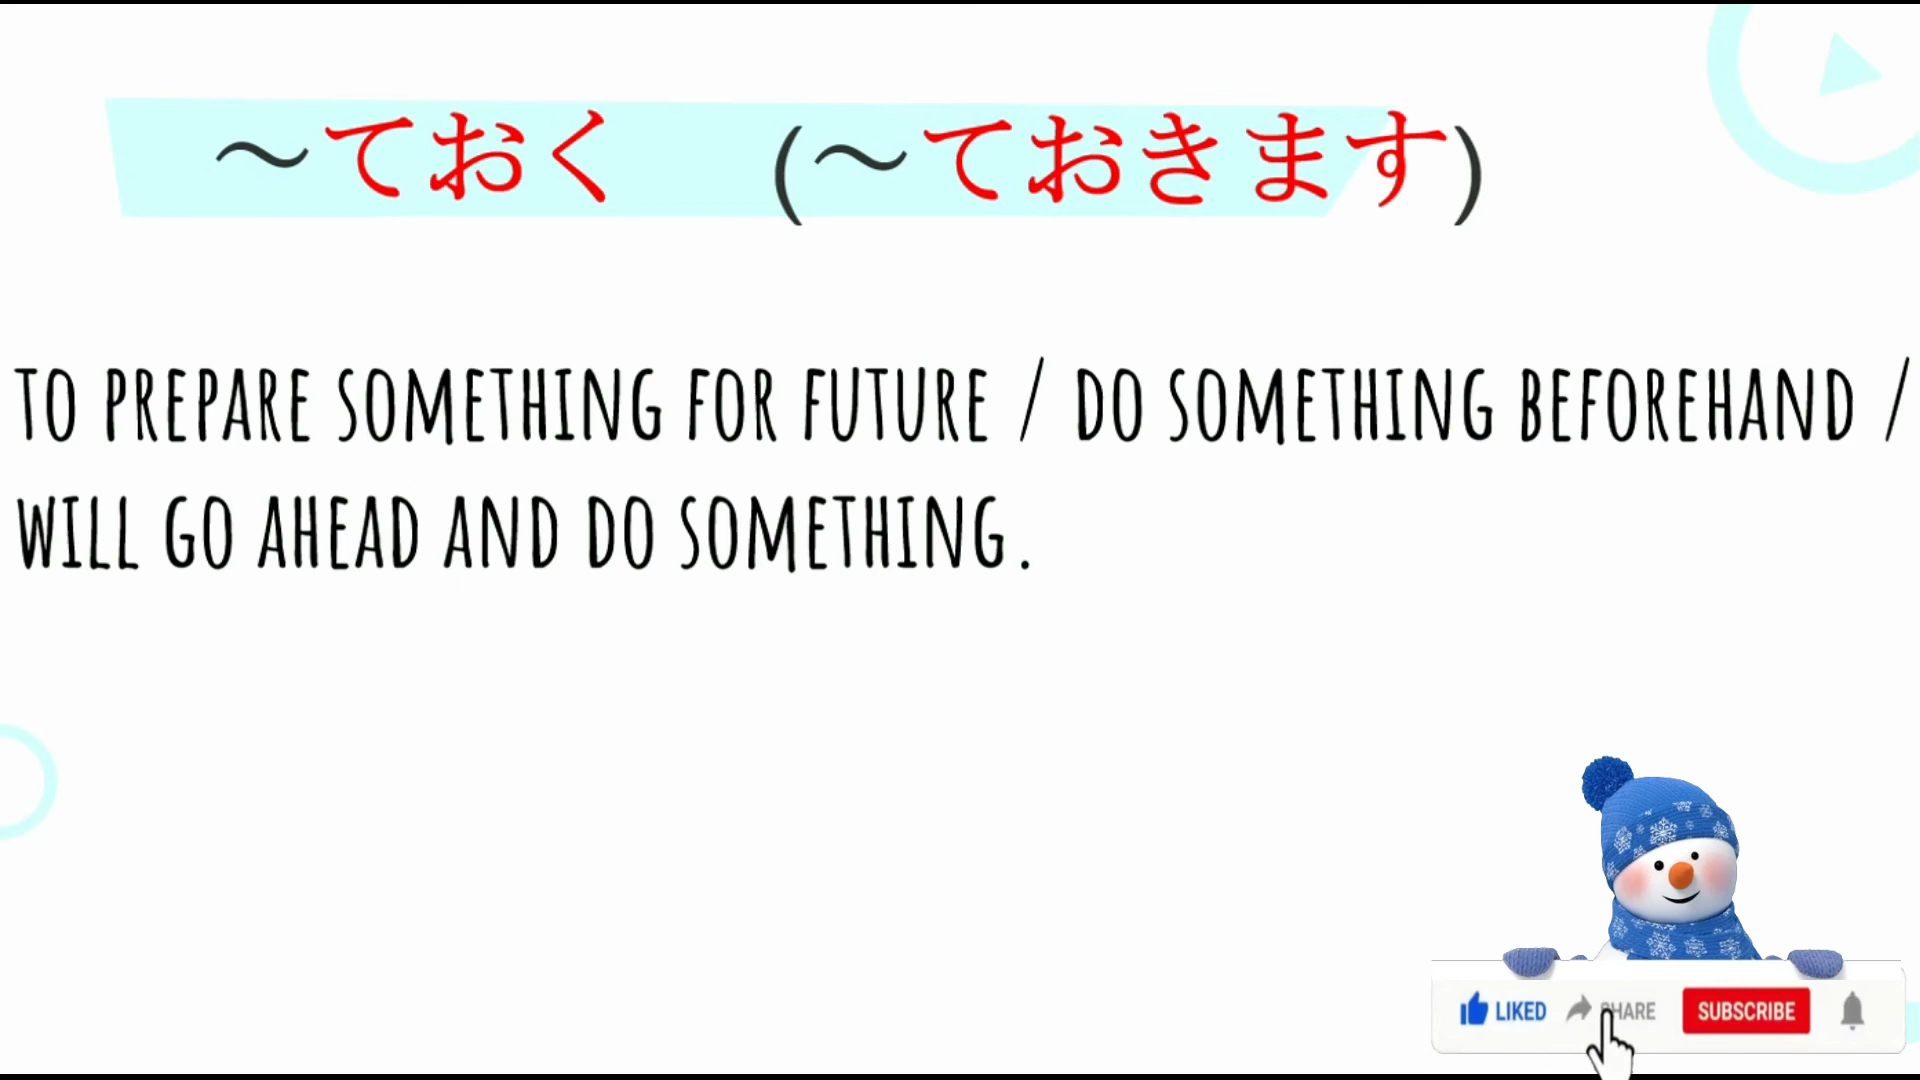 ～ておく (～ておきます)
TO PREPARE SOMETHING FOR FUTURE / DO SOMETHING BEFOREHAND /
WILL GO AHEAD AND DO SOMETHING.
LIKED SHARE SUBSCRIBE